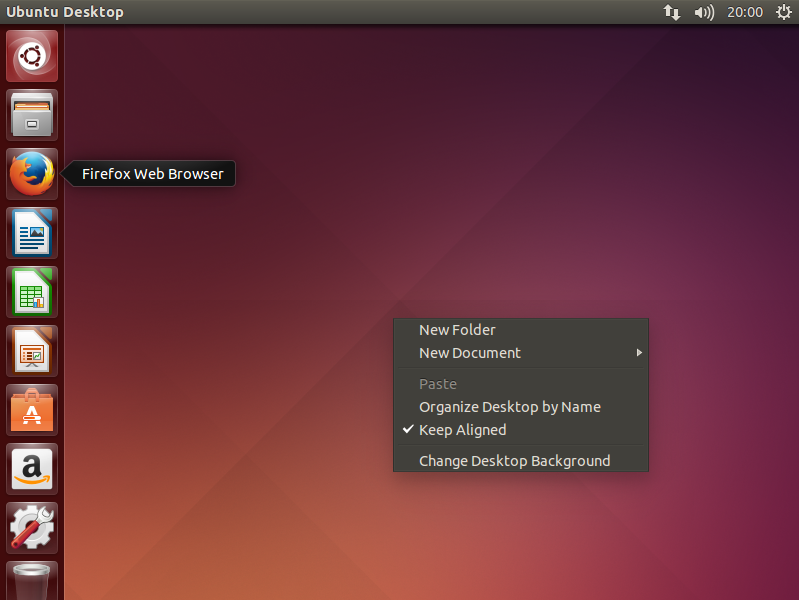 Ubuntu Desktop
20:00
Firefox Web Browser
New Folder
New Document
Paste
Organize Desktop by Name
Keep Aligned
Change Desktop Background
A
a